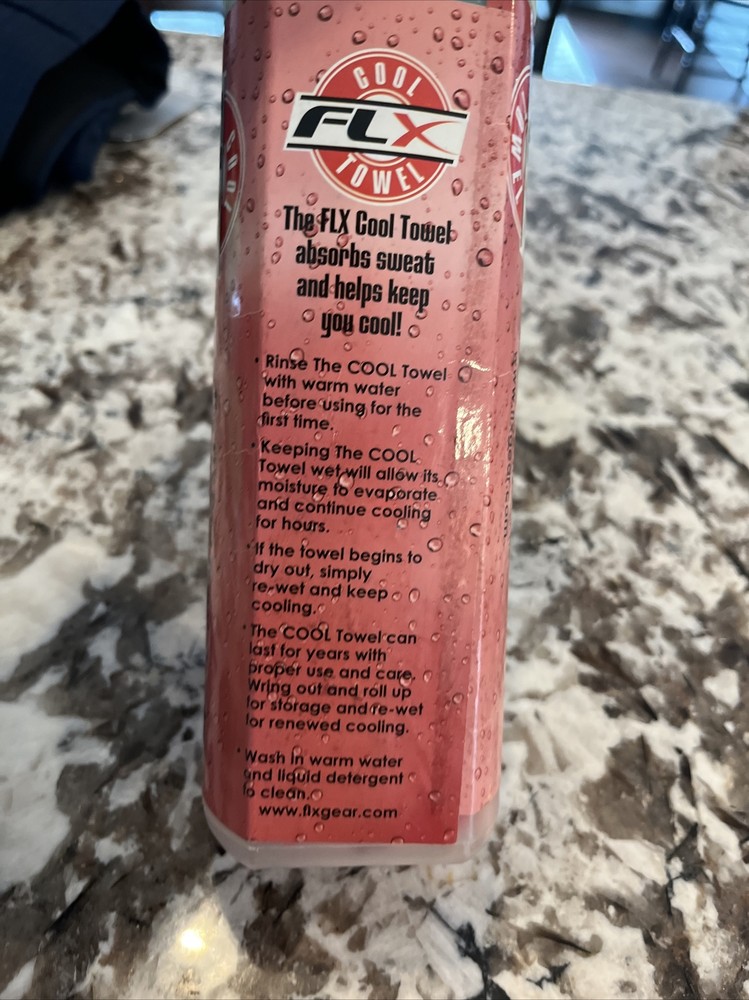 COOL
FLX
TOWEL
The FLX Cool Towel
absorbs sweat
and helps keep
you cool!
• Rinse The COOL Towel
with warm water
before using for the
first time.
• Keeping The COOL
Towel wet will allow its
moisture to evaporate
and continue cooling
for hours.
• If the towel begins to
dry out, simply
re-wet and keep
cooling.
• The COOL Towel can
last for years with
proper use and care.
Wring out and roll up
for storage and re-wet
for renewed cooling.
• Wash in warm water
and liquid detergent
to clean.
www.flxgear.com
COOL
TOWEL